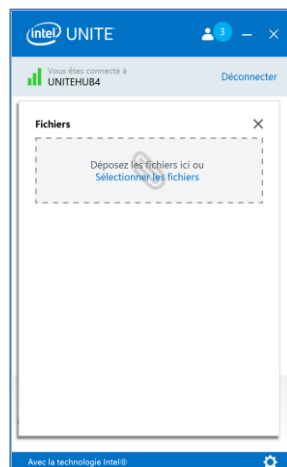 intel UNITE
3
Vous êtes connecté à
UNITEHUB4
Déconnecter
Fichiers
Déposez les fichiers ici ou
Sélectionner les fichiers
Avec la technologie Intel®